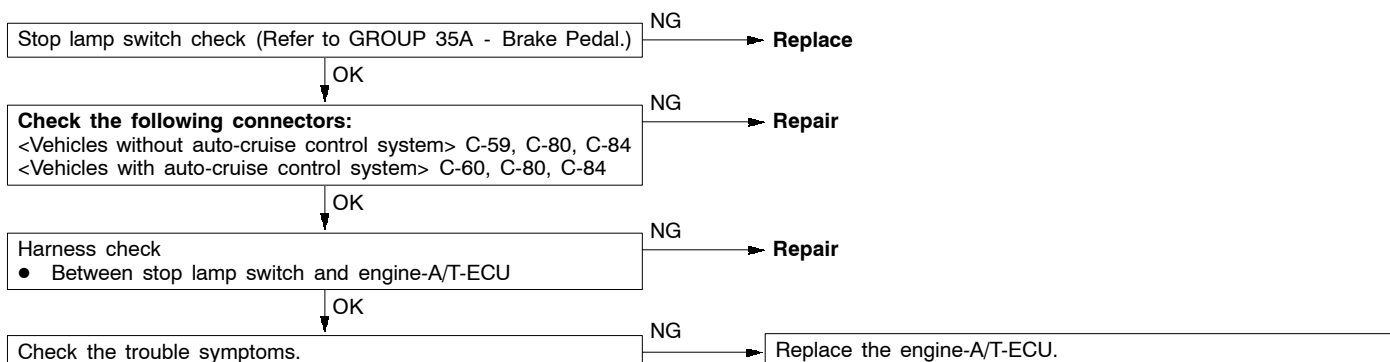 Stop lamp switch check (Refer to GROUP 35A - Brake Pedal.)
NG
Replace
OK
Check the following connectors:
<Vehicles without auto-cruise control system> C-59, C-80, C-84
<Vehicles with auto-cruise control system> C-60, C-80, C-84
NG
Repair
OK
Harness check
● Between stop lamp switch and engine-A/T-ECU
NG
Repair
OK
Check the trouble symptoms.
NG
Replace the engine-A/T-ECU.